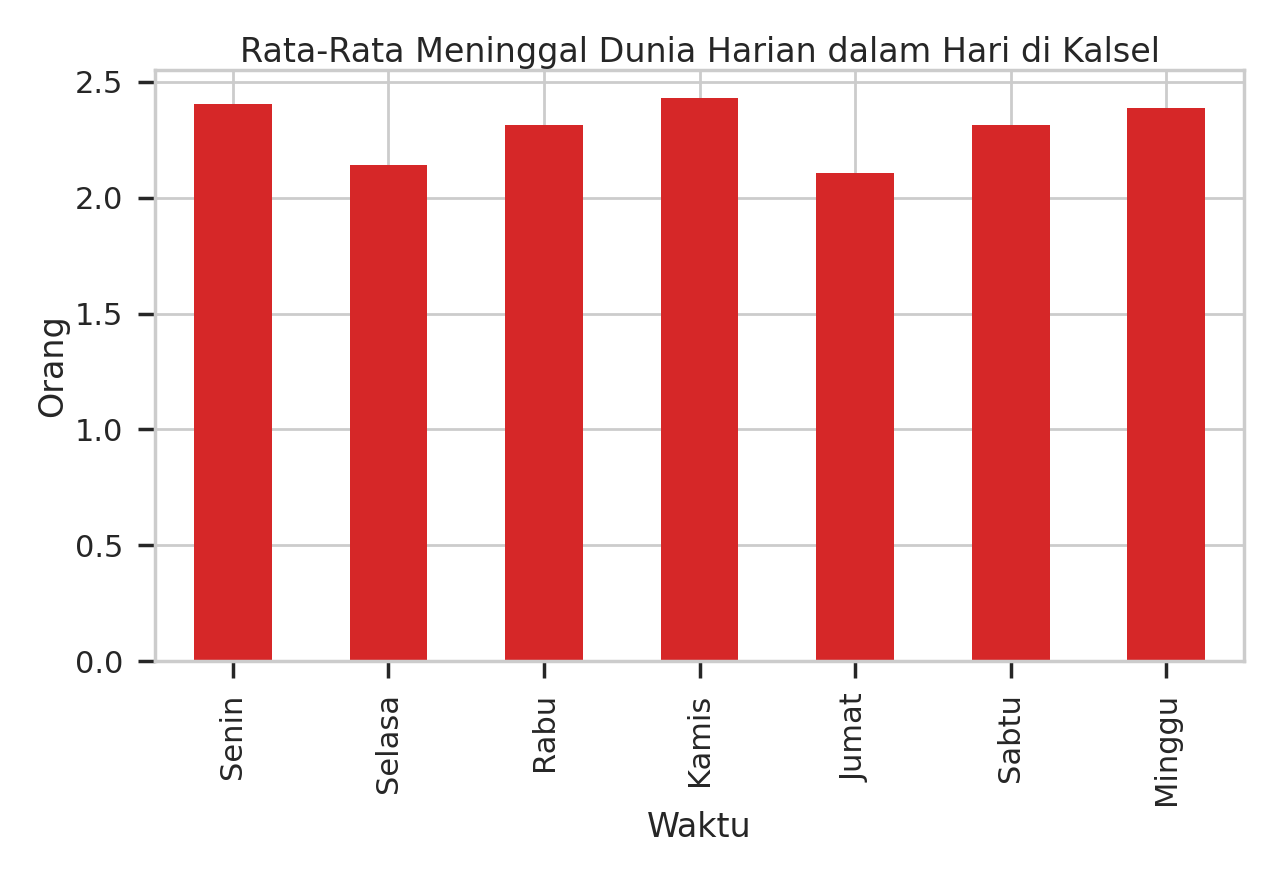 Rata-Rata Meninggal Dunia Harian dalam Hari di Kalsel
2.5
2.0
1.5
1.0
0.5
0.0
Orang
Senin
Selasa
Rabu
Kamis
Jumat
Sabtu
Minggu
Waktu